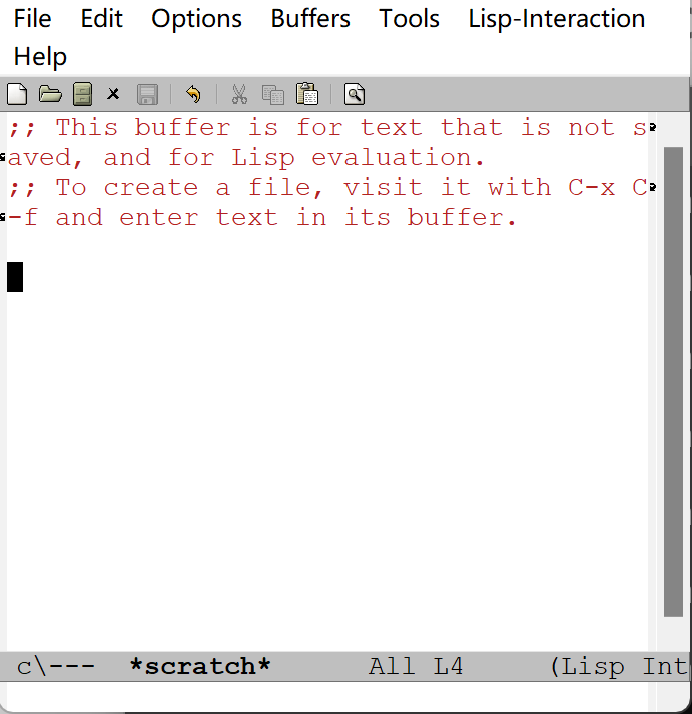 File Edit Options Buffers Tools Lisp-Interaction
Help
;; This buffer is for text that is not s
aved, and for Lisp evaluation.
;; To create a file, visit it with C-x C
-f and enter text in its buffer.
c\--- *scratch* All L4 (Lisp Int